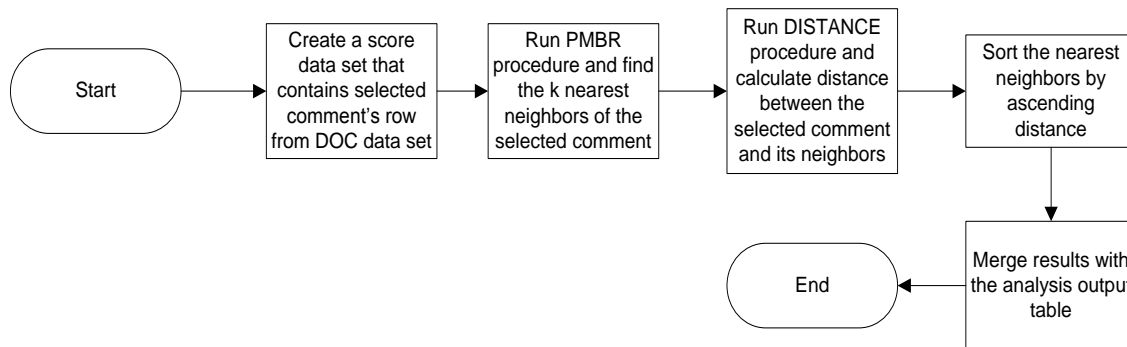 Start
Create a score
data set that
contains selected
comment's row
from DOC data set
Run PMBR
procedure and find
the k nearest
neighbors of the
selected comment
Run DISTANCE
procedure and
calculate distance
between the
selected comment
and its neighbors
Sort the nearest
neighbors by
ascending
distance
Merge results with
the analysis output
table
End